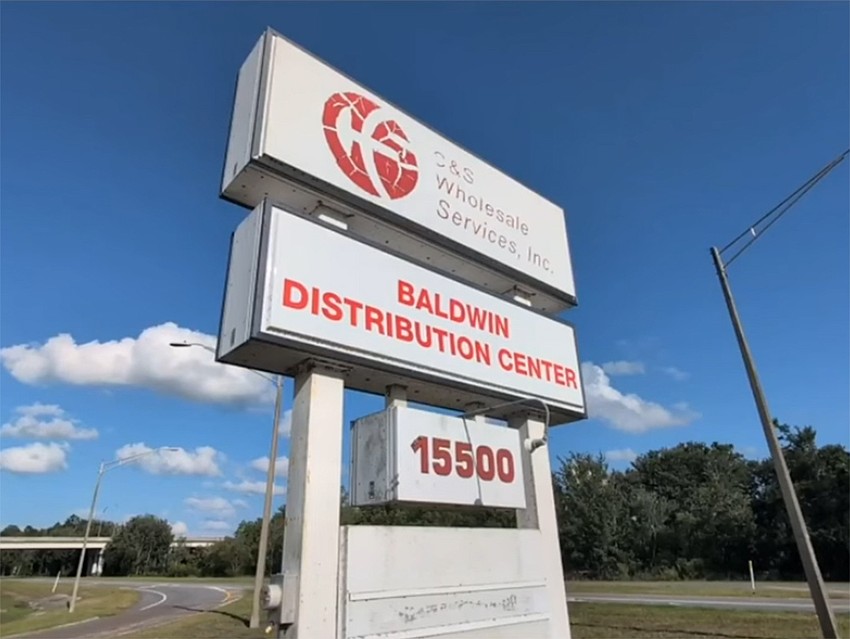 C&S
Wholesale
Services, Inc.
BALDWIN
DISTRIBUTION CENTER
15500